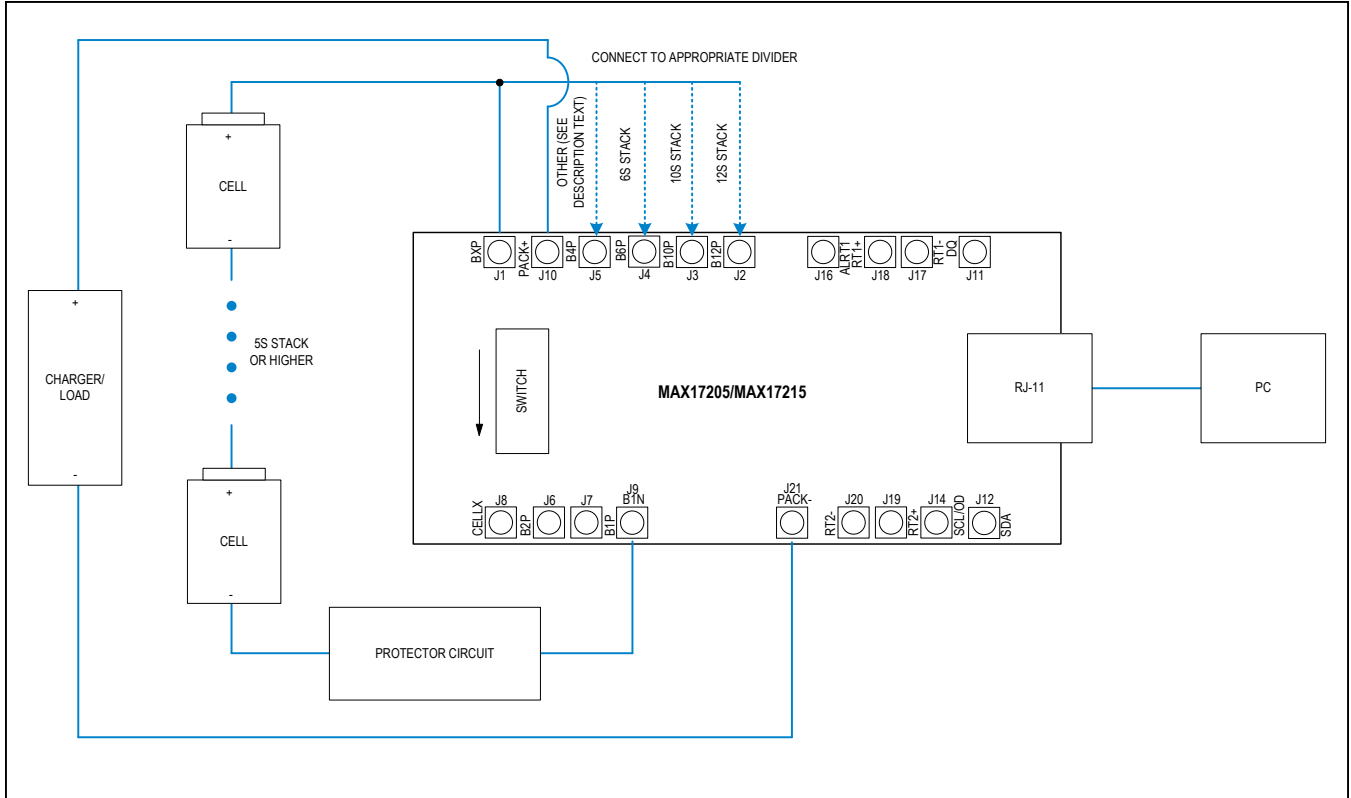 CONNECT TO APPROPRIATE DIVIDER
OTHER (SEE
DESCRIPTION TEXT)
6S STACK
10S STACK
12S STACK
+
CELL
-
5S STACK
OR HIGHER
+
CHARGER/
LOAD
-
+
CELL
-
PROTECTOR CIRCUIT
BXP
J1
PACK+
J10
B4P
J5
B6P
J4
B10P
J3
B12P
J2
J16
ALRT1
RT1+
J18
J17
RT1-
DQ
J11
SWITCH
MAX17205/MAX17215
RJ-11
PC
CELLX
J8
B2P
J6
J7
B1P
J9
B1N
J21
PACK-
RT2-
J20
J19
RT2+
J14
SCL/OD
J12
SDA